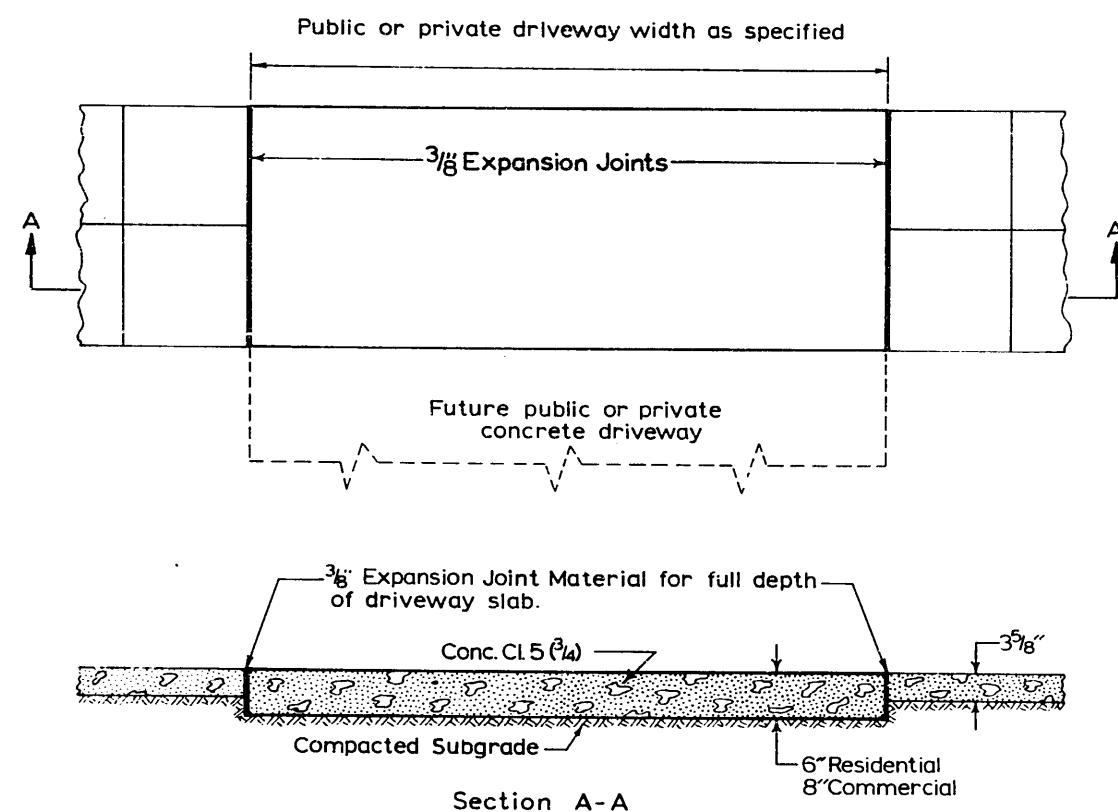 Public or private driveway width as specified
3/8" Expansion Joints
A
A
Future public or private
concrete driveway
3/8" Expansion Joint Material for full depth
of driveway slab.
Conc. Cl. 5 (3/4)
3 5/8"
Compacted Subgrade
6" Residential
8" Commercial
Section A-A